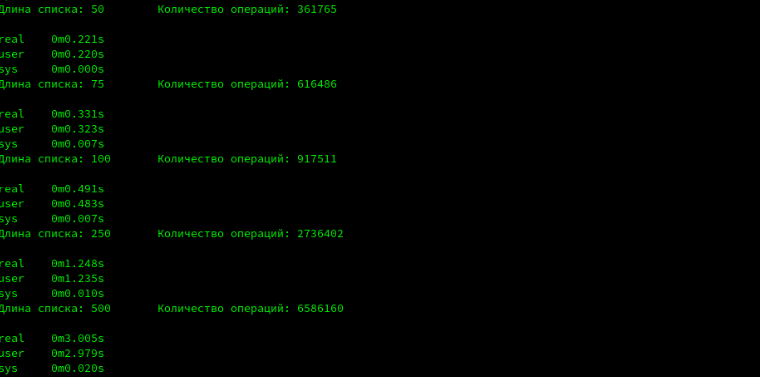 Длина списка: 50 Количество операций: 361765
real 0m0.221s
user 0m0.220s
sys 0m0.000s
Длина списка: 75 Количество операций: 616486
real 0m0.331s
user 0m0.323s
sys 0m0.007s
Длина списка: 100 Количество операций: 917511
real 0m0.491s
user 0m0.483s
sys 0m0.007s
Длина списка: 250 Количество операций: 2736402
real 0m1.248s
user 0m1.235s
sys 0m0.010s
Длина списка: 500 Количество операций: 6586160
real 0m3.005s
user 0m2.979s
sys 0m0.020s